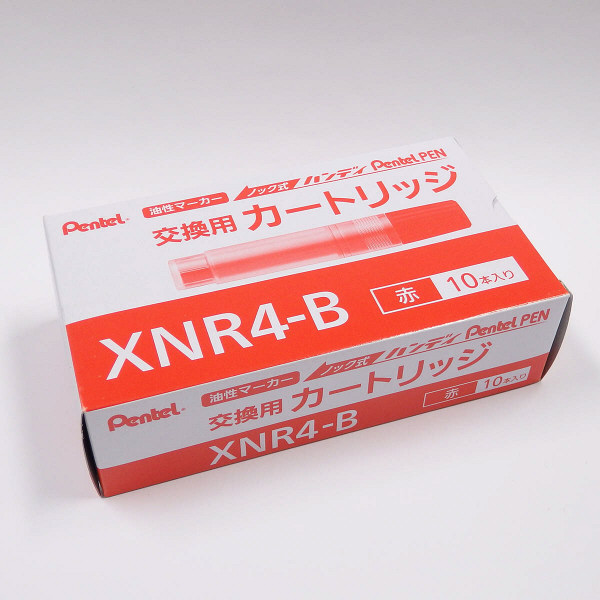 Pentel®
油性マーカー ノック式 ハンディ Pentel PEN
交換用 カートリッジ
XNR4-B
赤 10本入り
Pentel®
油性マーカー ノック式 ハンディ Pentel PEN
交換用 カートリッジ
XNR4-B
赤 10本入り